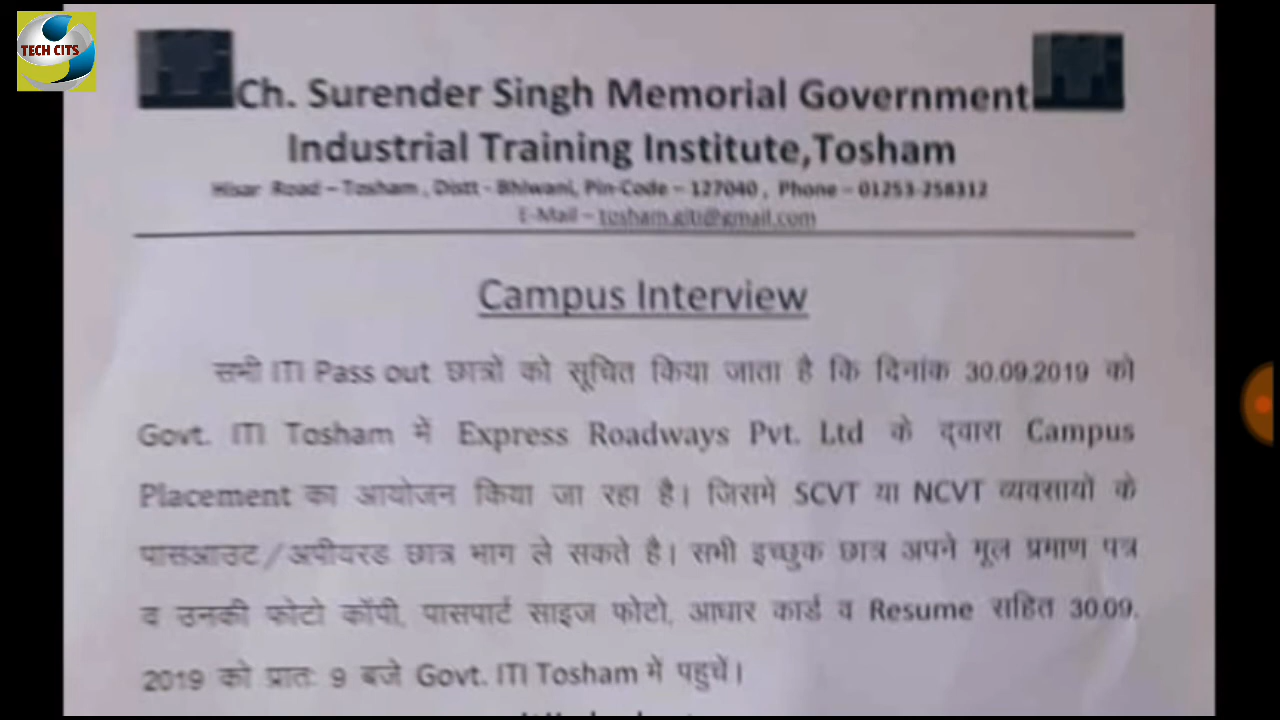 TECH CITS
Ch. Surender Singh Memorial Government
Industrial Training Institute,Tosham
Hisar Road – Tosham , Distt - Bhiwani, Pin-Code – 127040 , Phone – 01253-258312
E-Mail – tosham.giti@gmail.com
Campus Interview
सभी ITI Pass out छात्रों को सूचित किया जाता है कि दिनांक 30.09.2019 को
Govt. ITI Tosham में Express Roadways Pvt. Ltd के द्वारा Campus
Placement का आयोजन किया जा रहा है। जिसमें SCVT या NCVT व्यवसायों के
पासआउट/अपीयरड छात्र भाग ले सकते है। सभी इच्छुक छात्र अपने मूल प्रमाण पत्र
व उनकी फोटो कॉपी, पासपार्ट साइज फोटो, आधार कार्ड व Resume सहित 30.09.
2019 को प्रातः 9 बजे Govt. ITI Tosham में पहुचें।